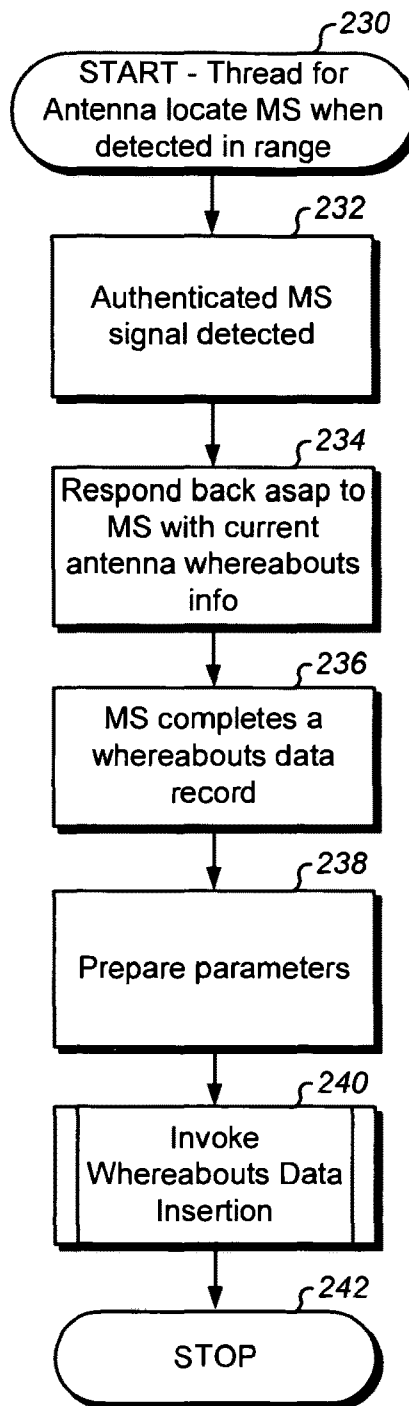 230
START - Thread for
Antenna locate MS when
detected in range
232
Authenticated MS
signal detected
234
Respond back asap to
MS with current
antenna whereabouts
info
236
MS completes a
whereabouts data
record
238
Prepare parameters
240
Invoke
Whereabouts Data
Insertion
242
STOP